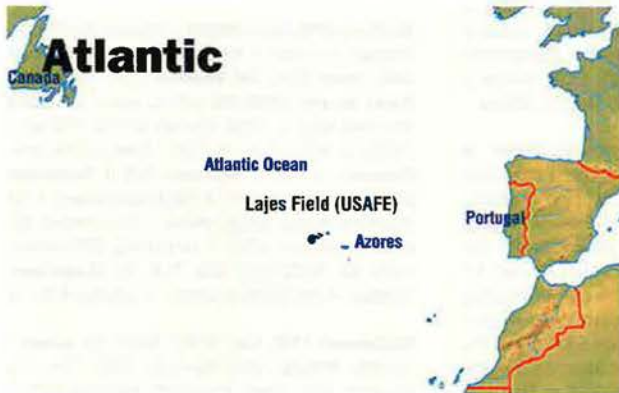 Atlantic
Canada
Atlantic Ocean
Lajes Field (USAFE)
Portugal
Azores